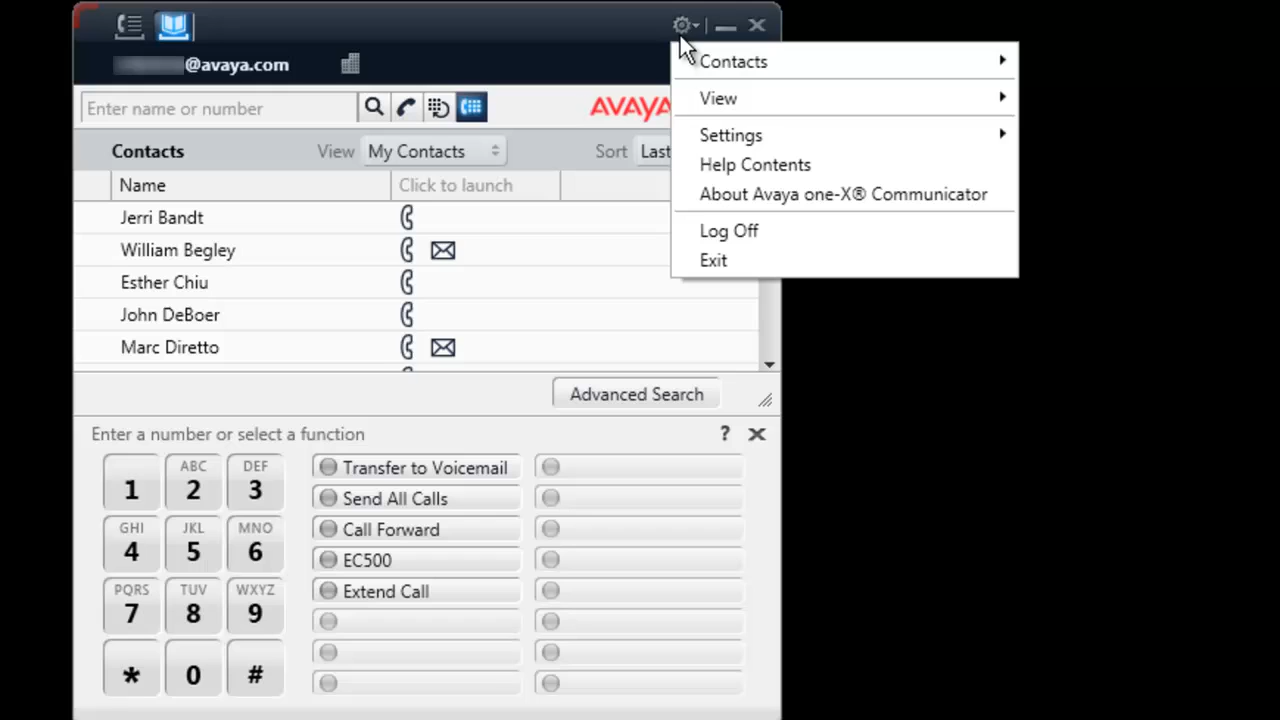 @avaya.com
Contacts
View
Settings
Help Contents
About Avaya one-X® Communicator
Log Off
Exit
Enter name or number
AVAYA
Contacts View My Contacts Sort Last
Name Click to launch
Jerri Bandt
William Begley
Esther Chiu
John DeBoer
Marc Diretto
Advanced Search
Enter a number or select a function ?
1 ABC 2 DEF 3
GHI 4 JKL 5 MNO 6
PQRS 7 TUV 8 WXYZ 9
* 0 #
Transfer to Voicemail
Send All Calls
Call Forward
EC500
Extend Call